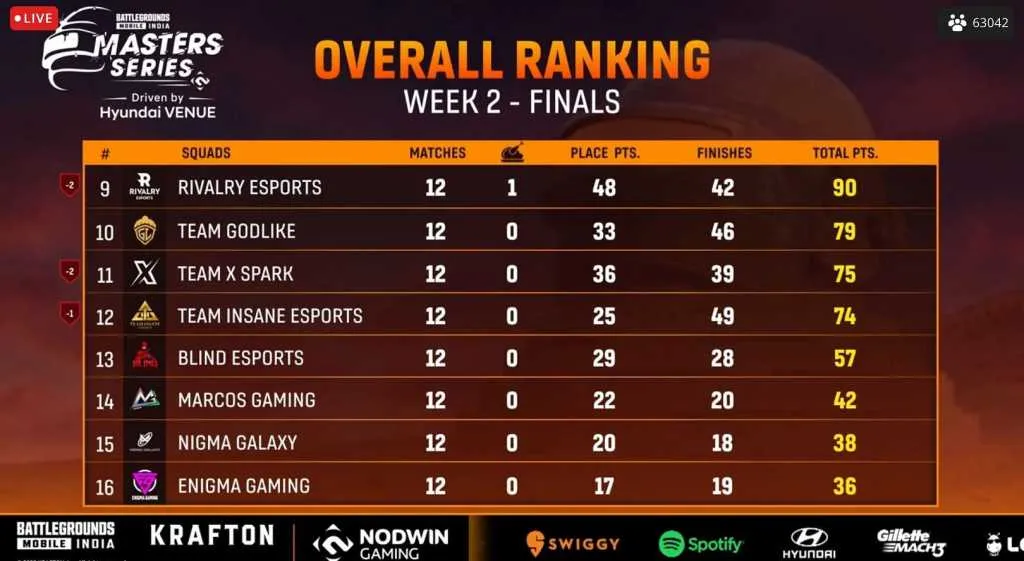 LIVE
BATTLEGROUNDS
MOBILE INDIA
MASTERS
SERIES
Driven by
Hyundai VENUE
63042
OVERALL RANKING
WEEK 2 - FINALS
# SQUADS MATCHES PLACE PTS. FINISHES TOTAL PTS.
-2 9 RIVALRY ESPORTS RIVALRY ESPORTS 12 1 48 42 90
10 GL TEAM GODLIKE 12 0 33 46 79
-2 11 X TEAM X SPARK 12 0 36 39 75
-1 12 TEAM INSANE ESPORTS 12 0 25 49 74
13 BLIND ESPORTS 12 0 29 28 57
14 MARCOS GAMING 12 0 22 20 42
15 NIGMA GALAXY 12 0 20 18 38
16 ENIGMA GAMING ENIGMA GAMING 12 0 17 19 36
BATTLEGROUNDS
MOBILE INDIA
KRAFTON
NODWIN
GAMING
SWIGGY
Spotify
HYUNDAI
Gillette
MACH3